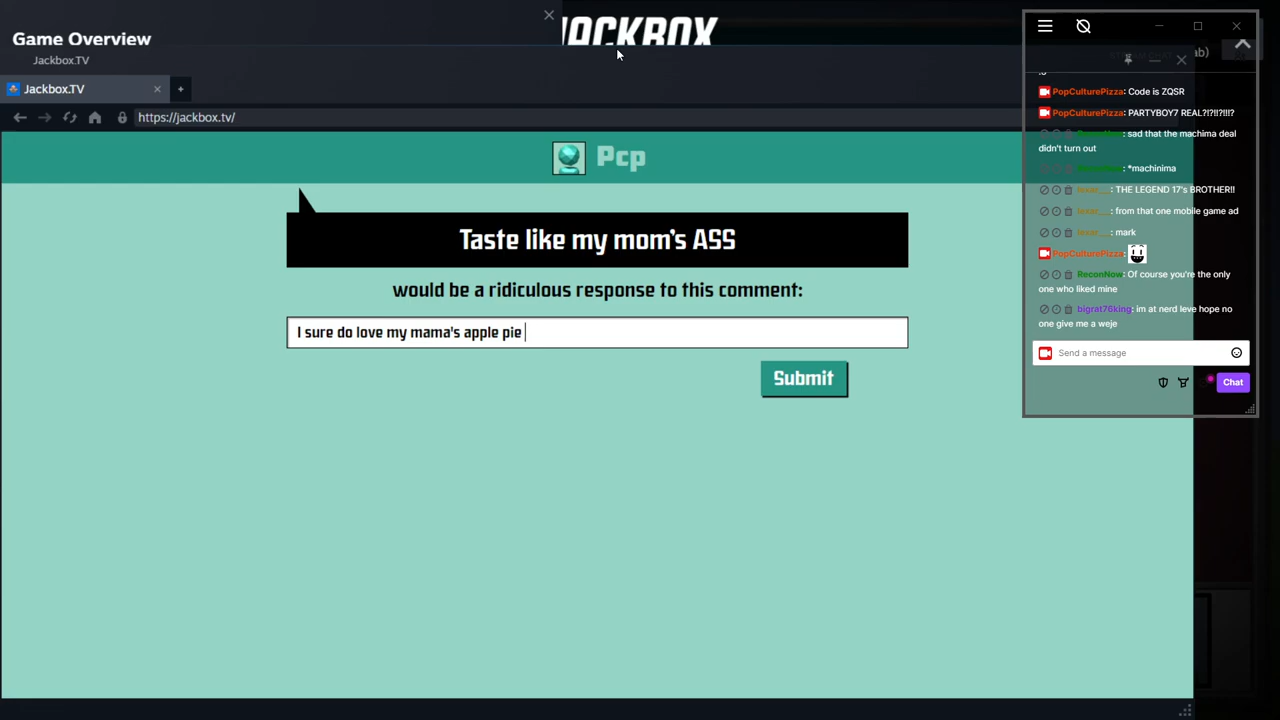 Game Overview
Jackbox.TV
JACKBOX
Jackbox.TV
https://jackbox.tv/
Pcp
Taste like my mom's ASS
would be a ridiculous response to this comment:
I sure do love my mama's apple pie
Submit
PopCulturePizza: Code is ZQSR
PopCulturePizza: PARTYBOY7 REAL?!?!!?!!!?
: sad that the machima deal
didn't turn out
: *machinima
: THE LEGEND 17's BROTHER!!
: from that one mobile game ad
: mark
PopCulturePizza:
ReconNow: Of course you're the only
one who liked mine
bigrat76king: im at nerd leve hope no
one give me a weje
Send a message
Chat